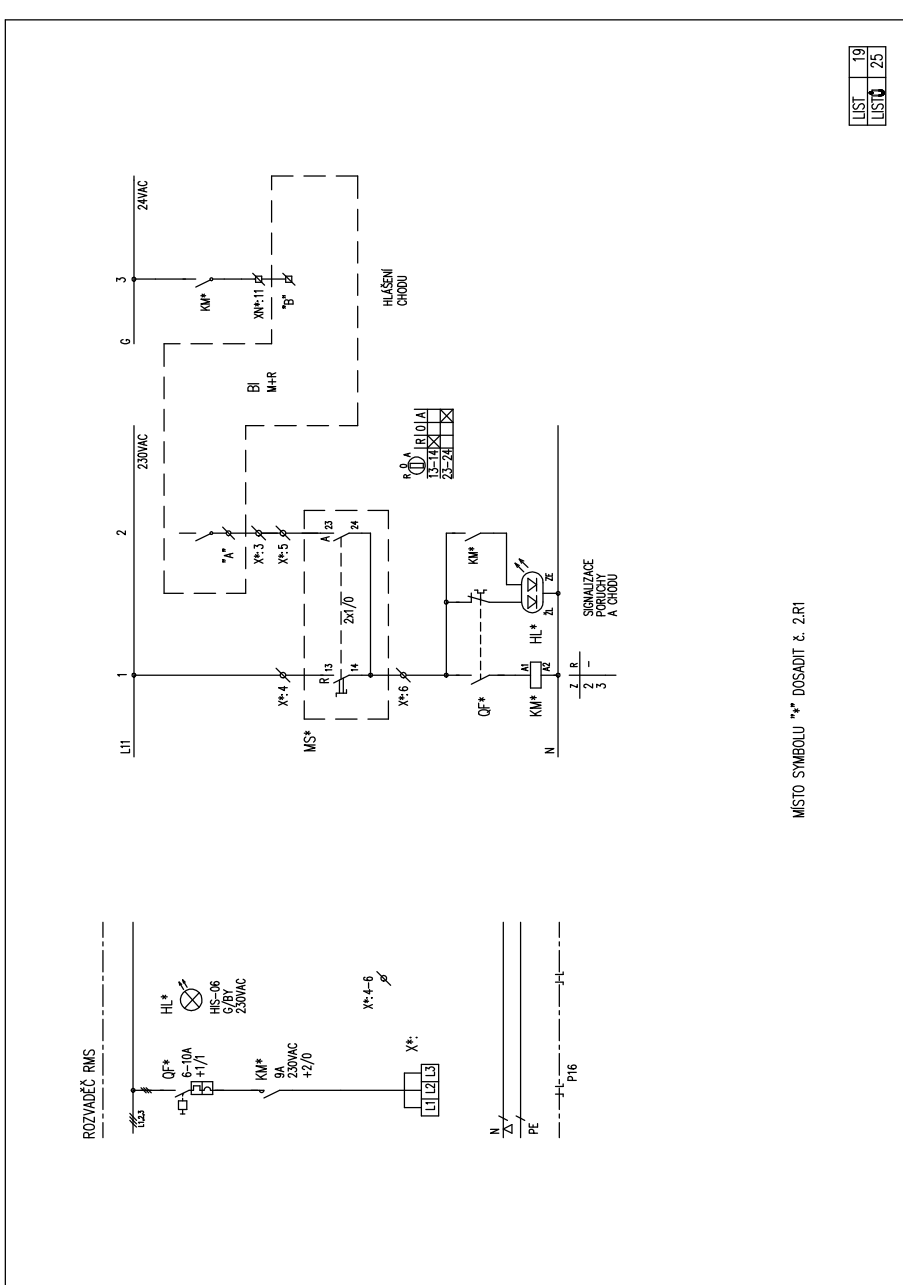 ROZVADĚČ RMS
L1,2,3
QF*
6-10A
+1/1
HL*
HIS-06
G/BY
230VAC
KM*
9A
230VAC
+2/0
X*:4-6
X*:
L1 L2 L3
N
PE
P16
L11
1
2
230VAC
G
3
24VAC
KM*
XN*:11
"B"
BI
M+R
HLÁŠENÍ
CHODU
"A"
X*:3
X*:5
X*:4
MS*
R 13
14
2x1/0
A 23
24
X*:6
R O A
R O A
13-14
23-24
QF*
KM*
A1
A2
HL*
KM*
ZL
ZE
N
Z R
2 –
3
SIGNALIZACE
PORUCHY
A CHODU
MÍSTO SYMBOLU "*" DOSADIT č. 2.R1
LIST 19
LISTŮ 25